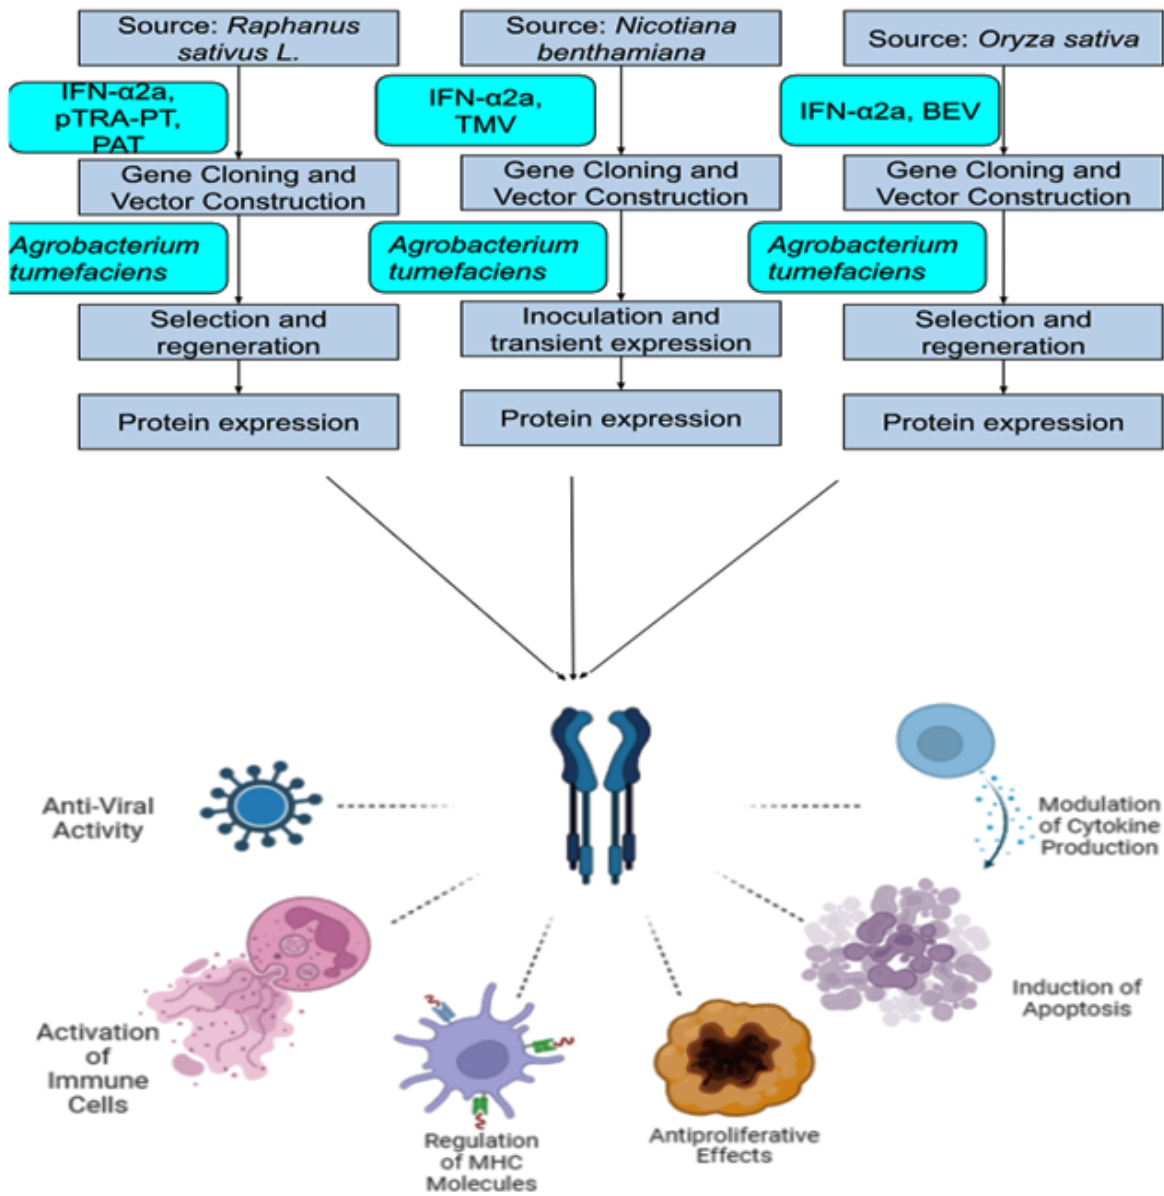 Source: Raphanus
sativus L.
IFN-α2a,
pTRA-PT,
PAT
Gene Cloning and
Vector Construction
Agrobacterium
tumefaciens
Selection and
regeneration
Protein expression
Source: Nicotiana
benthamiana
IFN-α2a,
TMV
Gene Cloning and
Vector Construction
Agrobacterium
tumefaciens
Inoculation and
transient expression
Protein expression
Source: Oryza sativa
IFN-α2a, BEV
Gene Cloning and
Vector Construction
Agrobacterium
tumefaciens
Selection and
regeneration
Protein expression
Anti-Viral
Activity
Activation
of
Immune
Cells
Regulation
of MHC
Molecules
Antiproliferative
Effects
Induction of
Apoptosis
Modulation
of Cytokine
Production